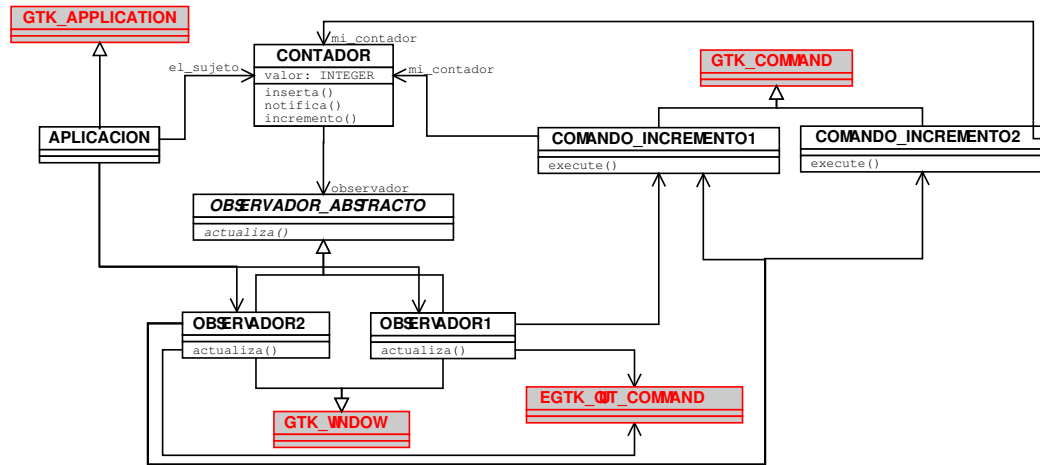 GTK_APPLICATION
mi_contador
CONTADOR
valor: INTEGER
inserta()
notifica()
incremento()
el_sujeto
mi_contador
GTK_COMMAND
APLICACION
COMANDO_INCREMENTO1
execute()
COMANDO_INCREMENTO2
execute()
observador
OBSERVADOR_ABSTRACTO
actualiza()
OBSERVADOR2
actualiza()
OBSERVADOR1
actualiza()
EGTK_QUIT_COMMAND
GTK_WINDOW